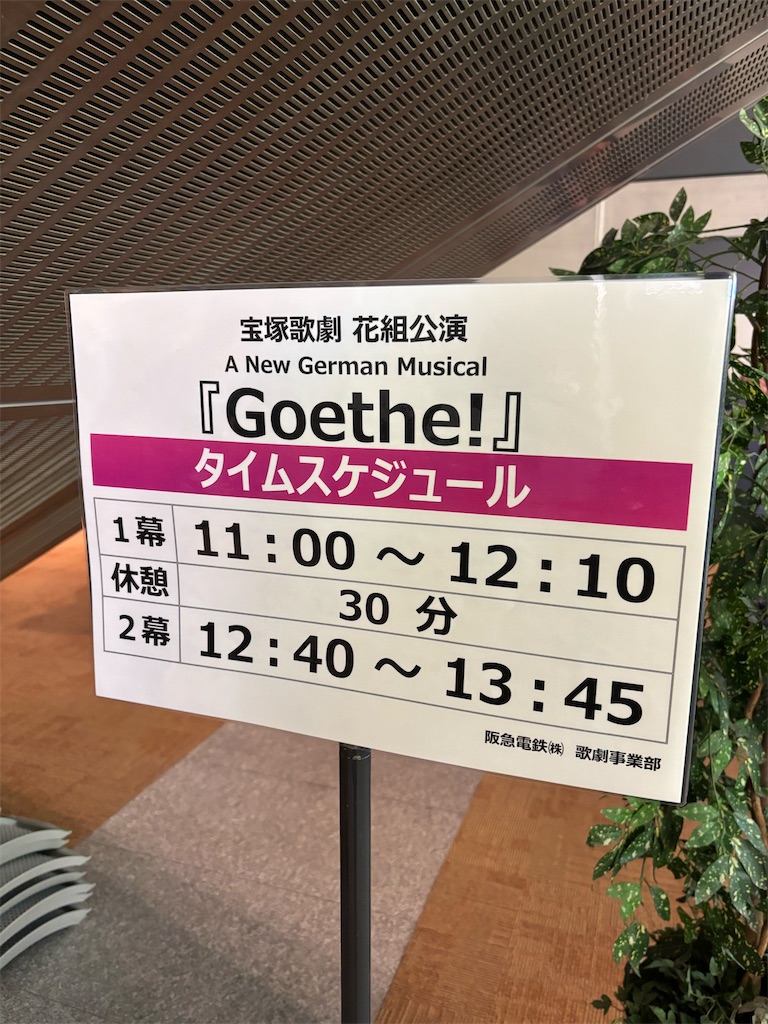 宝塚歌劇 花組公演
A New German Musical
『Goethe!』
タイムスケジュール
1幕 11:00 ～ 12:10
休憩 30 分
2幕 12:40 ～ 13:45
阪急電鉄㈱ 歌劇事業部